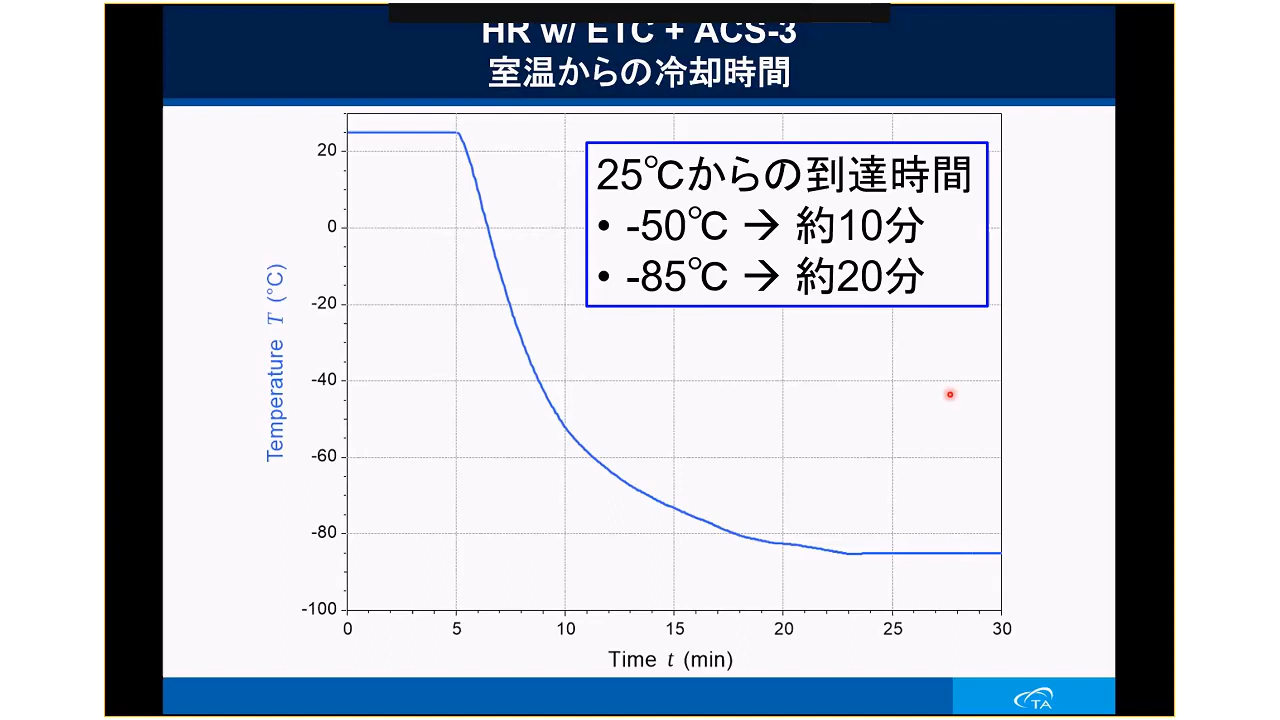 HR w/ ETC + ACS-3
室温からの冷却時間
25℃からの到達時間
• -50℃ → 約10分
• -85℃ → 約20分
Temperature T (°C)
20
0
-20
-40
-60
-80
-100
0 5 10 15 20 25 30
Time t (min)
TA